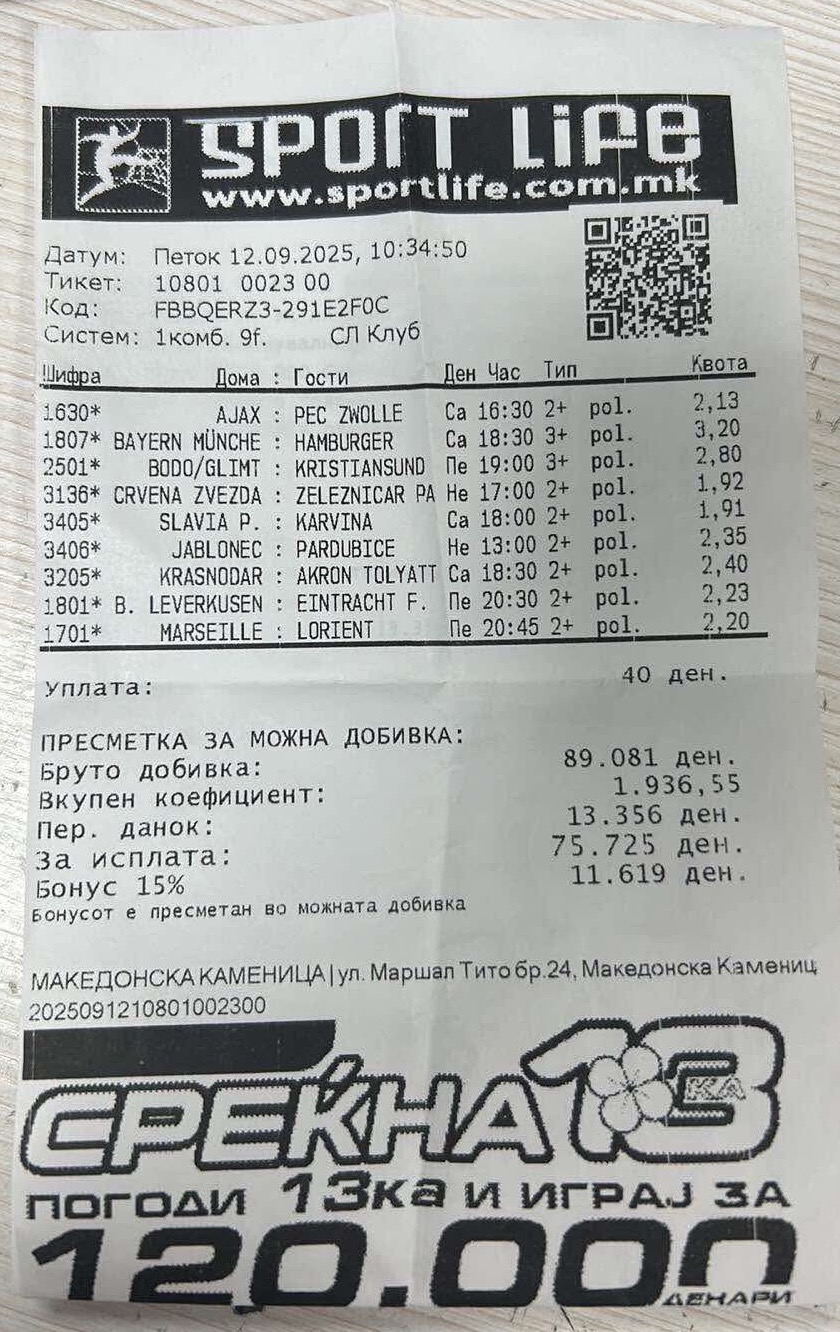 SPORT LiFe
www.sportlife.com.mk
Датум: Петок 12.09.2025, 10:34:50
Тикет: 10801 0023 00
Код: FBBQERZ3-291E2F0C
Систем: 1комб. 9f. СЛ Клуб
Шифра Дома : Гости Ден Час Тип Квота
1630* AJAX : PEC ZWOLLE Са 16:30 2+ pol. 2,13
1807* BAYERN MÜNCHE : HAMBURGER Са 18:30 3+ pol. 3,20
2501* BODO/GLIMT : KRISTIANSUND Пе 19:00 3+ pol. 2,80
3136* CRVENA ZVEZDA : ZELEZNICAR PA Не 17:00 2+ pol. 1,92
3405* SLAVIA P. : KARVINA Са 18:00 2+ pol. 1,91
3406* JABLONEC : PARDUBICE Не 13:00 2+ pol. 2,35
3205* KRASNODAR : AKRON TOLYATT Са 18:30 2+ pol. 2,40
1801* B. LEVERKUSEN : EINTRACHT F. Пе 20:30 2+ pol. 2,23
1701* MARSEILLE : LORIENT Пе 20:45 2+ pol. 2,20
Уплата: 40 ден.
ПРЕСМЕТКА ЗА МОЖНА ДОБИВКА:
Бруто добивка: 89.081 ден.
Вкупен коефициент: 1.936,55
Пер. данок: 13.356 ден.
За исплата: 75.725 ден.
Бонус 15% 11.619 ден.
Бонусот е пресметан во можната добивка
МАКЕДОНСКА КАМЕНИЦА|ул. Маршал Тито бр.24, Македонска Камениц
2025091210801002300
СРЕЌНА 13КА
ПОГОДИ 13ка И ИГРАЈ ЗА
120.000
ДЕНАРИ